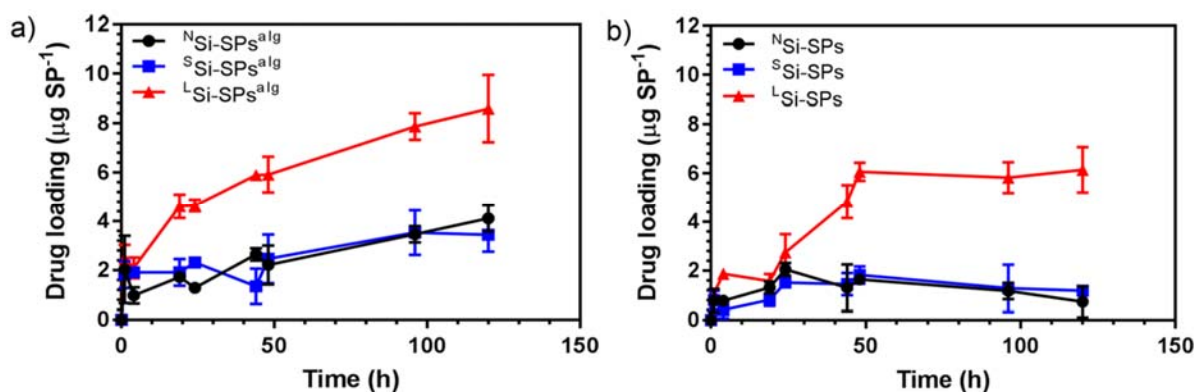 a)
Drug loading (µg SP⁻¹)
12
10
8
6
4
2
0
ᴺSi-SPsᵃˡᵍ
ˢSi-SPsᵃˡᵍ
ᴸSi-SPsᵃˡᵍ
0 50 100 150
Time (h)
b)
Drug loading (µg SP⁻¹)
12
10
8
6
4
2
0
ᴺSi-SPs
ˢSi-SPs
ᴸSi-SPs
0 50 100 150
Time (h)